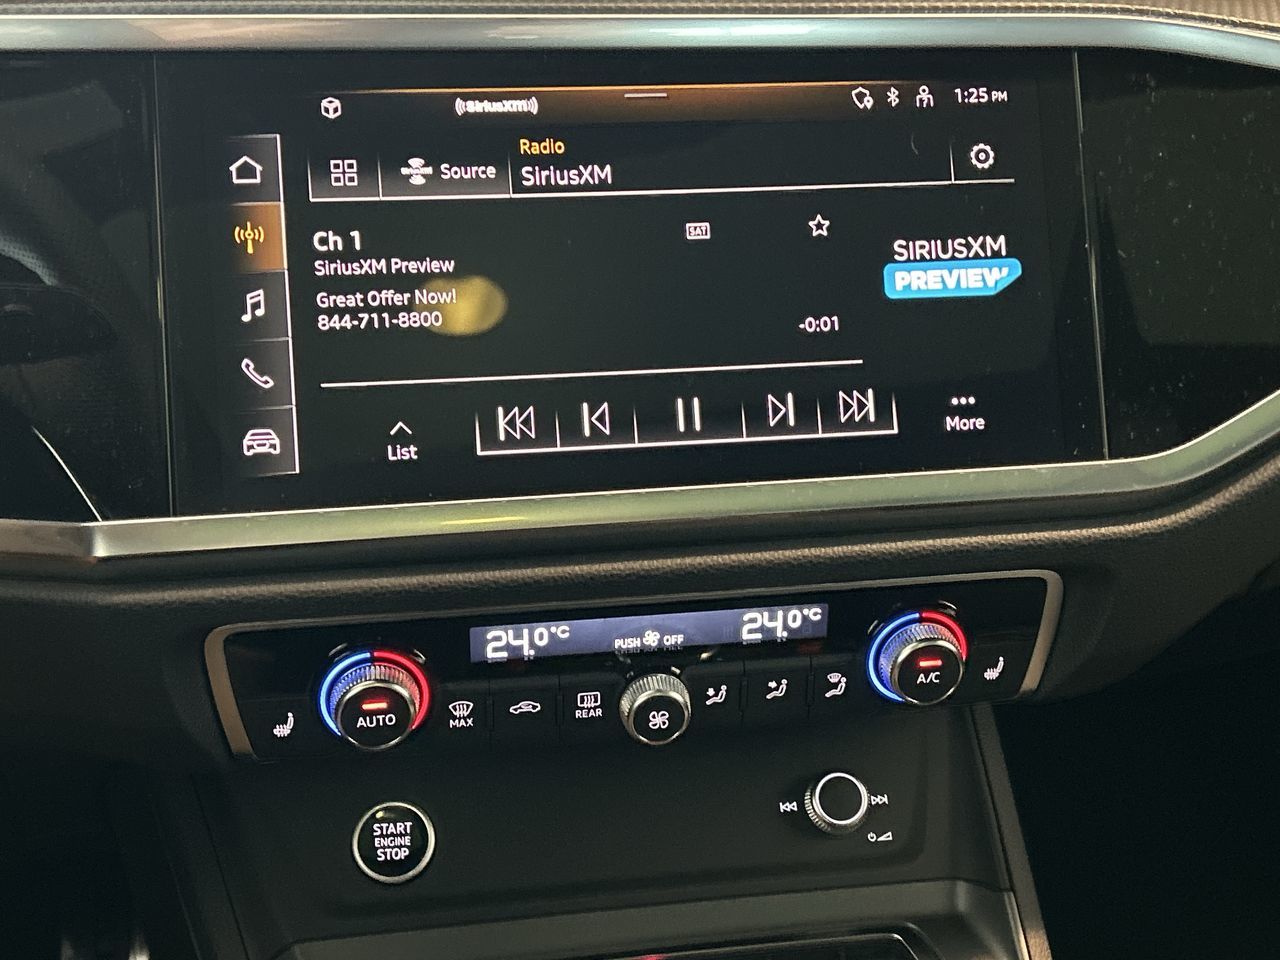 ((SiriusXM))
1:25 PM
Radio
Source
SiriusXM
Ch 1
SAT
SiriusXM Preview
SIRIUSXM
PREVIEW
Great Offer Now!
844-711-8800
-0:01
List
More
24.0°C
PUSH OFF
24.0°C
AUTO
MAX
REAR
A/C
START
ENGINE
STOP